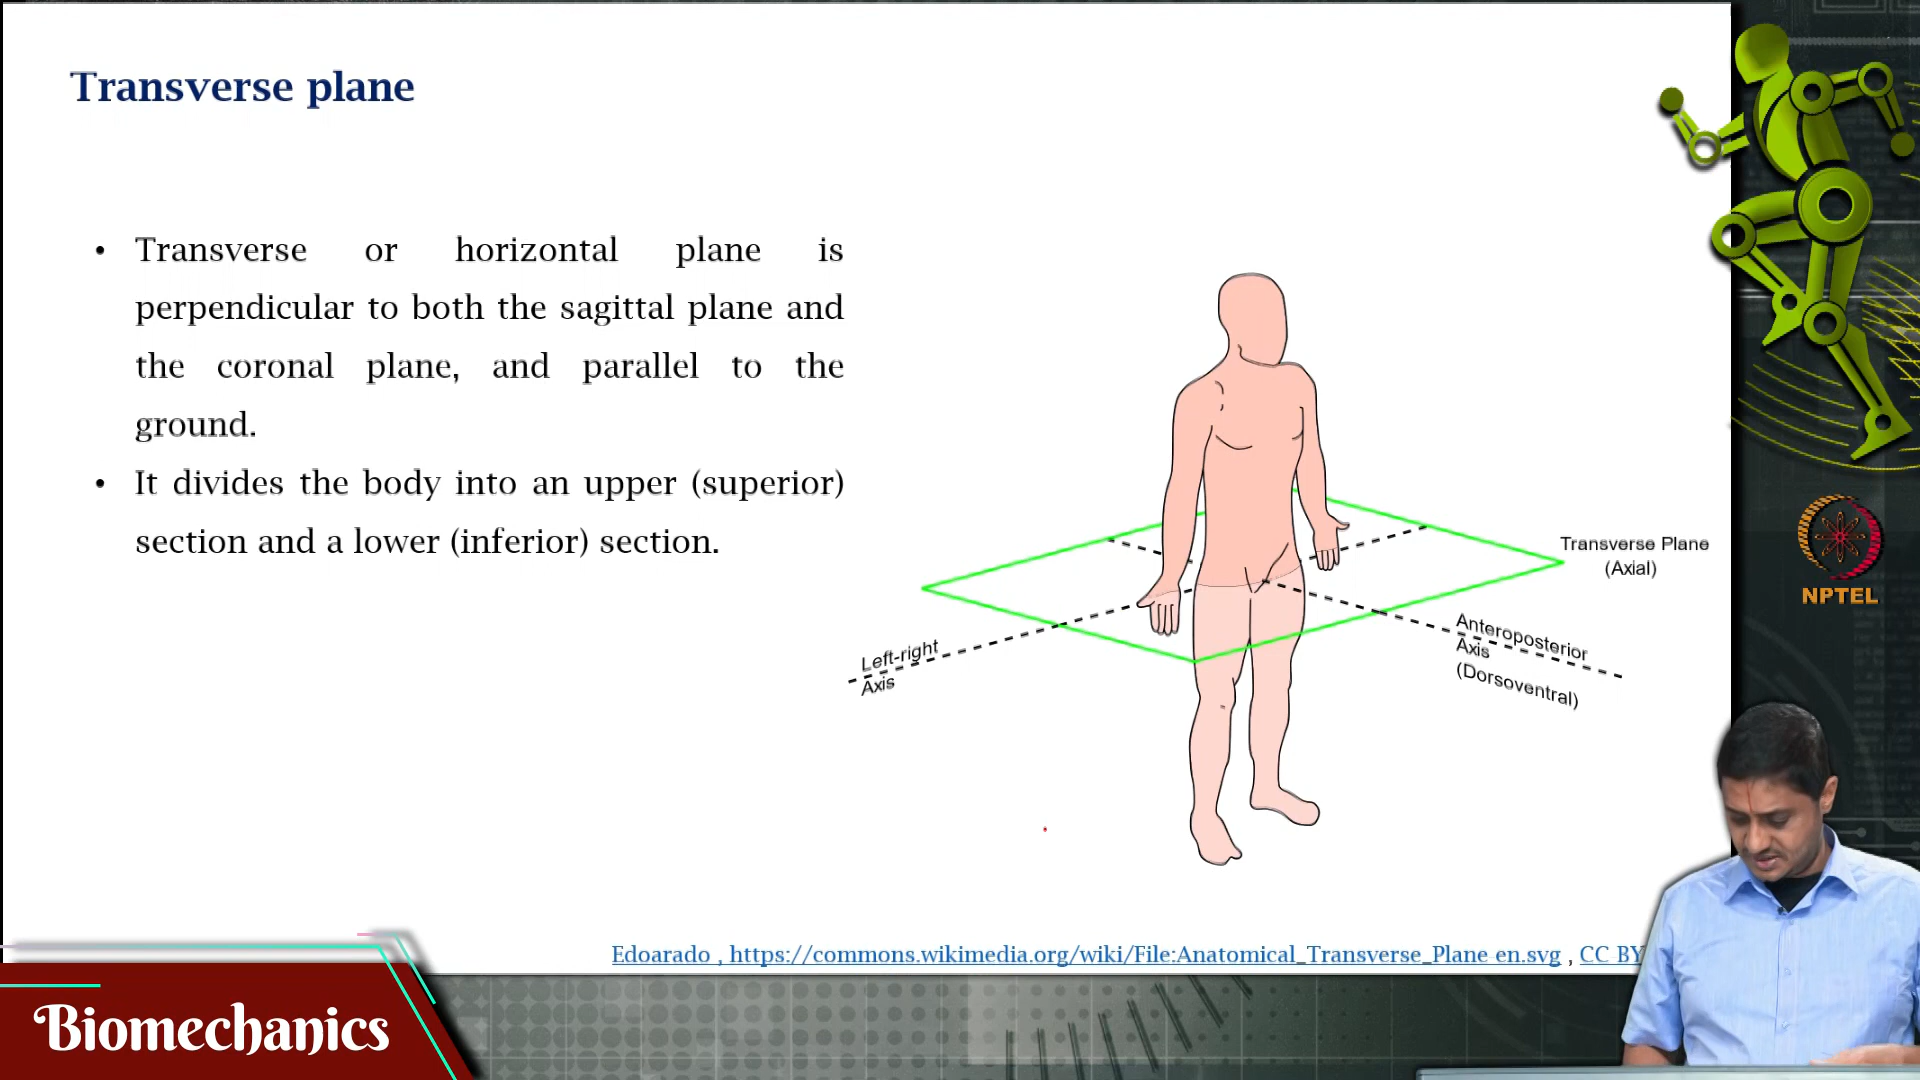 Transverse plane
• Transverse or horizontal plane is
perpendicular to both the sagittal plane and
the coronal plane, and parallel to the
ground.
• It divides the body into an upper (superior)
section and a lower (inferior) section.
Transverse Plane
(Axial)
Anteroposterior
Axis
(Dorsoventral)
Left-right
Axis
NPTEL
Edoarado , https://commons.wikimedia.org/wiki/File:Anatomical_Transverse_Plane en.svg , CC BY
Biomechanics